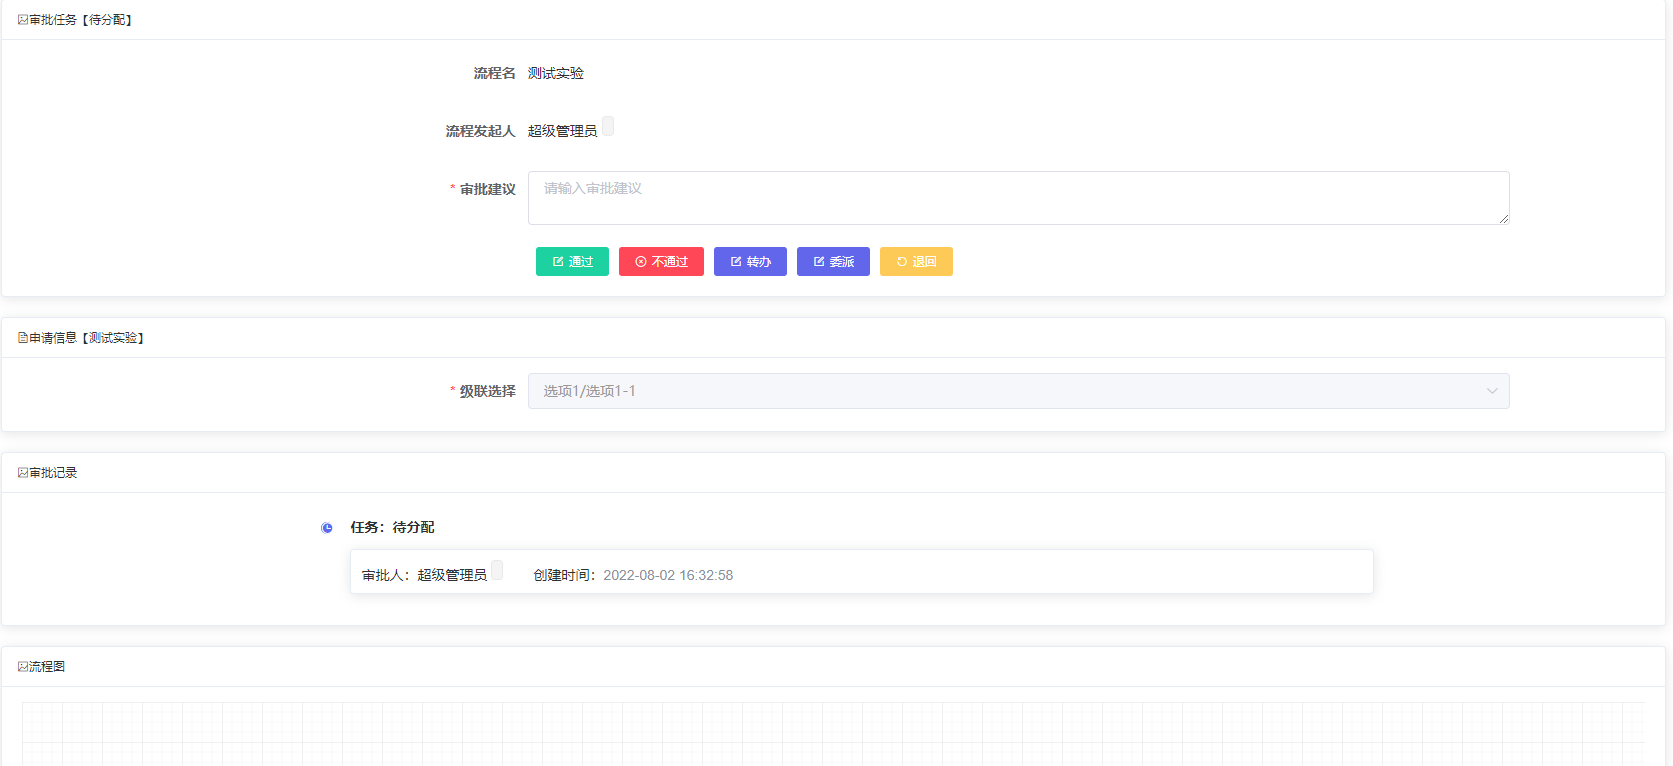 审批任务【待分配】
流程名 测试实验
流程发起人 超级管理员
* 审批建议 请输入审批建议
通过 不通过 转办 委派 退回
申请信息【测试实验】
* 级联选择 选项1/选项1-1
审批记录
任务：待分配
审批人：超级管理员 创建时间：2022-08-02 16:32:58
流程图